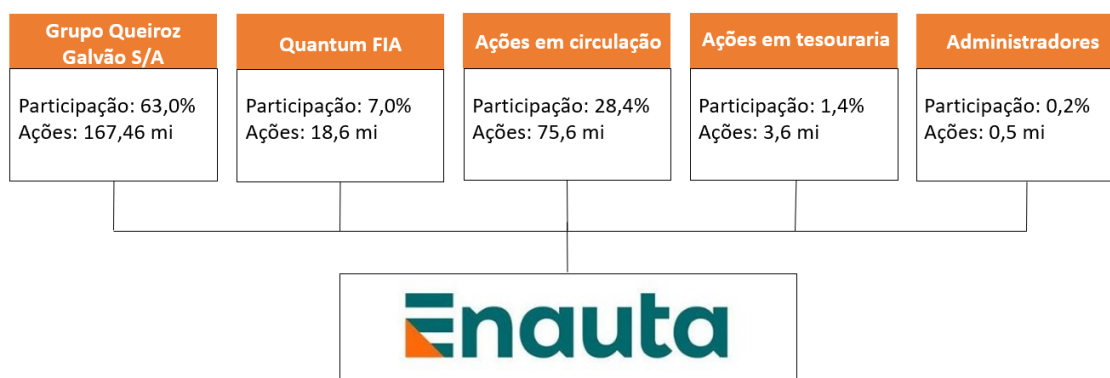 Grupo Queiroz
Galvão S/A
Participação: 63,0%
Ações: 167,46 mi
Quantum FIA
Participação: 7,0%
Ações: 18,6 mi
Ações em circulação
Participação: 28,4%
Ações: 75,6 mi
Ações em tesouraria
Participação: 1,4%
Ações: 3,6 mi
Administradores
Participação: 0,2%
Ações: 0,5 mi
Enauta